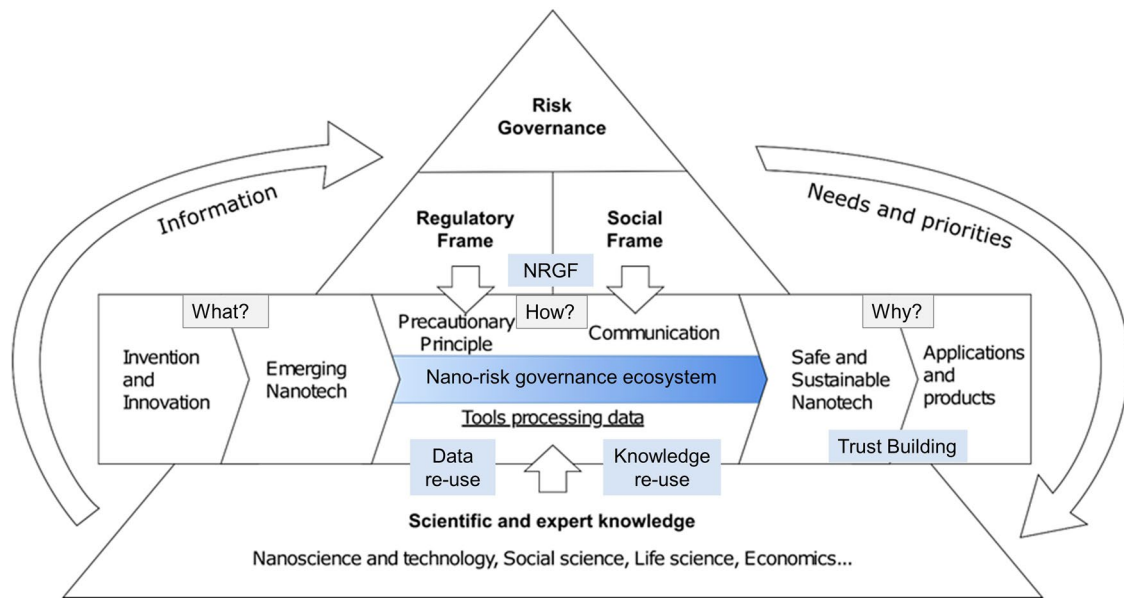 Risk
Governance
Information
Needs and priorities
Regulatory
Frame
Social
Frame
NRGF
What?
How?
Why?
Invention
and
Innovation
Emerging
Nanotech
Precautionary
Principle
Communication
Nano-risk governance ecosystem
Tools processing data
Safe and
Sustainable
Nanotech
Applications
and
products
Data
re-use
Knowledge
re-use
Trust Building
Scientific and expert knowledge
Nanoscience and technology, Social science, Life science, Economics...